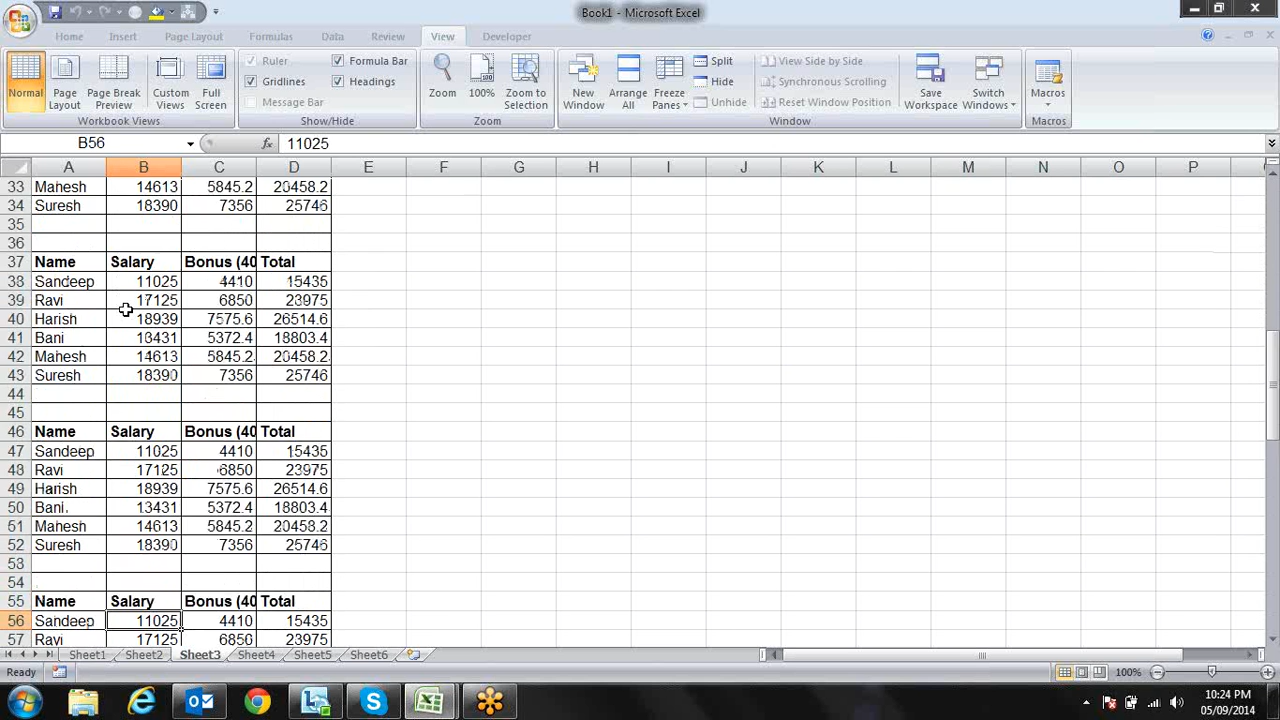 Book1 - Microsoft Excel
Home Insert Page Layout Formulas Data Review View Developer
Normal Page Layout Page Break Preview Custom Views Full Screen
Workbook Views
Ruler Formula Bar
Gridlines Headings
Message Bar
Show/Hide
Zoom 100% Zoom to Selection
Zoom
New Window Arrange All Freeze Panes
Split
Hide
Unhide
View Side by Side
Synchronous Scrolling
Reset Window Position
Save Workspace Switch Windows
Window
Macros
Macros
B56 fx 11025
A B C D E F G H I J K L M N O P
33 Mahesh 14613 5845.2 20458.2
34 Suresh 18390 7356 25746
35
36
37 Name Salary Bonus (40 Total
38 Sandeep 11025 4410 15435
39 Ravi 17125 6850 23975
40 Harish 18939 7575.6 26514.6
41 Bani 13431 5372.4 18803.4
42 Mahesh 14613 5845.2 20458.2
43 Suresh 18390 7356 25746
44
45
46 Name Salary Bonus (40 Total
47 Sandeep 11025 4410 15435
48 Ravi 17125 6850 23975
49 Harish 18939 7575.6 26514.6
50 Bani 13431 5372.4 18803.4
51 Mahesh 14613 5845.2 20458.2
52 Suresh 18390 7356 25746
53
54
55 Name Salary Bonus (40 Total
56 Sandeep 11025 4410 15435
57 Ravi 17125 6850 23975
Sheet1 Sheet2 Sheet3 Sheet4 Sheet5 Sheet6
Ready 100%
10:24 PM
05/09/2014